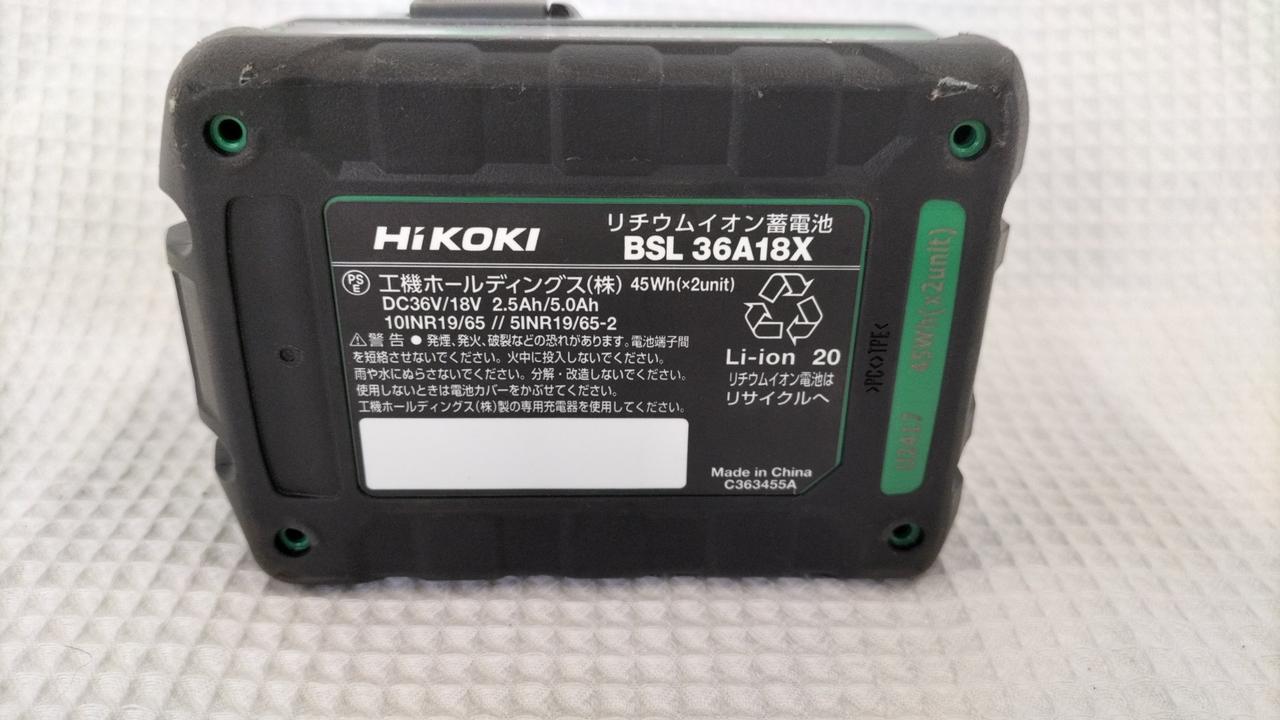 HiKOKI
リチウムイオン蓄電池
BSL 36A18X
PSE 工機ホールディングス(株) 45Wh(×2unit)
DC36V/18V 2.5Ah/5.0Ah
10INR19/65 // 5INR19/65-2
⚠警告 ● 発煙、発火、破裂などの恐れがあります。電池端子間
を短絡させないでください。火中に投入しないでください。
雨や水にぬらさないでください。分解・改造しないでください。
使用しないときは電池カバーをかぶせてください。
工機ホールディングス(株)製の専用充電器を使用してください。
Li-ion 20
リチウムイオン電池は
リサイクルへ
Made in China
C363455A
>PC<>TPE<
U2417 45Wh(x2unit)